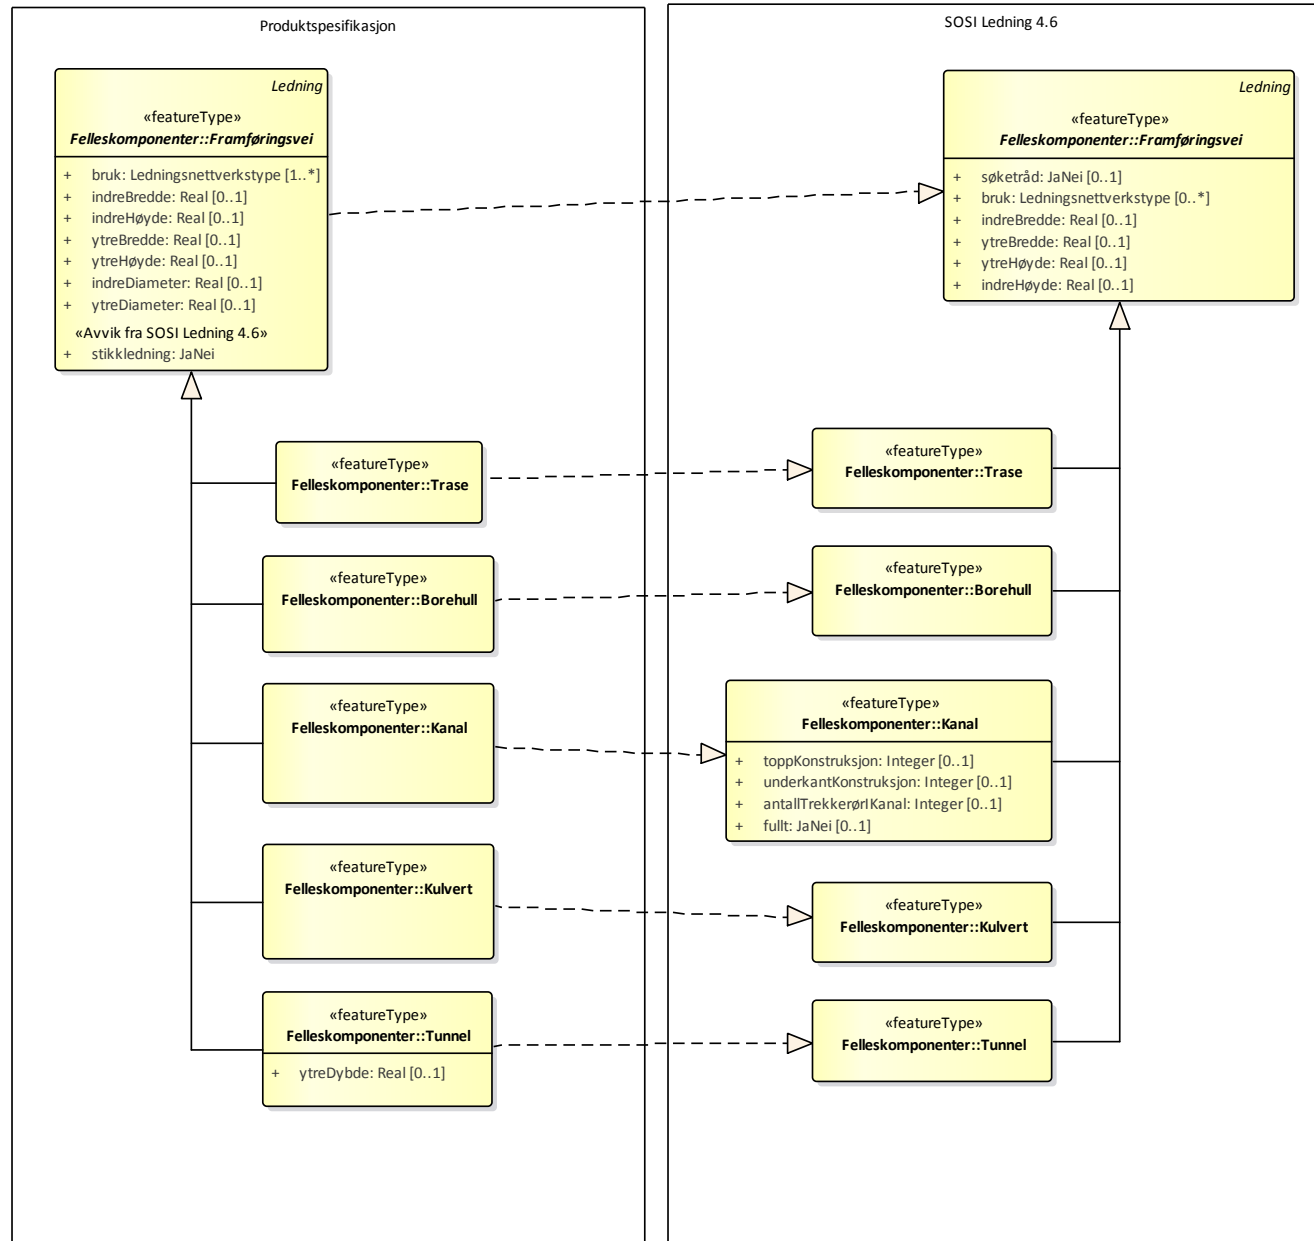 Produktspesifikasjon
Ledning
«featureType»
Felleskomponenter::Framføringsvei
+ bruk: Ledningsnettverkstype [1..*]
+ indreBredde: Real [0..1]
+ indreHøyde: Real [0..1]
+ ytreBredde: Real [0..1]
+ ytreHøyde: Real [0..1]
+ indreDiameter: Real [0..1]
+ ytreDiameter: Real [0..1]
«Avvik fra SOSI Ledning 4.6»
+ stikkledning: JaNei
«featureType»
Felleskomponenter::Trase
«featureType»
Felleskomponenter::Borehull
«featureType»
Felleskomponenter::Kanal
«featureType»
Felleskomponenter::Kulvert
«featureType»
Felleskomponenter::Tunnel
+ ytreDybde: Real [0..1]
SOSI Ledning 4.6
Ledning
«featureType»
Felleskomponenter::Framføringsvei
+ søketråd: JaNei [0..1]
+ bruk: Ledningsnettverkstype [0..*]
+ indreBredde: Real [0..1]
+ ytreBredde: Real [0..1]
+ ytreHøyde: Real [0..1]
+ indreHøyde: Real [0..1]
«featureType»
Felleskomponenter::Trase
«featureType»
Felleskomponenter::Borehull
«featureType»
Felleskomponenter::Kanal
+ toppKonstruksjon: Integer [0..1]
+ underkantKonstruksjon: Integer [0..1]
+ antallTrekkerørIKanal: Integer [0..1]
+ fullt: JaNei [0..1]
«featureType»
Felleskomponenter::Kulvert
«featureType»
Felleskomponenter::Tunnel